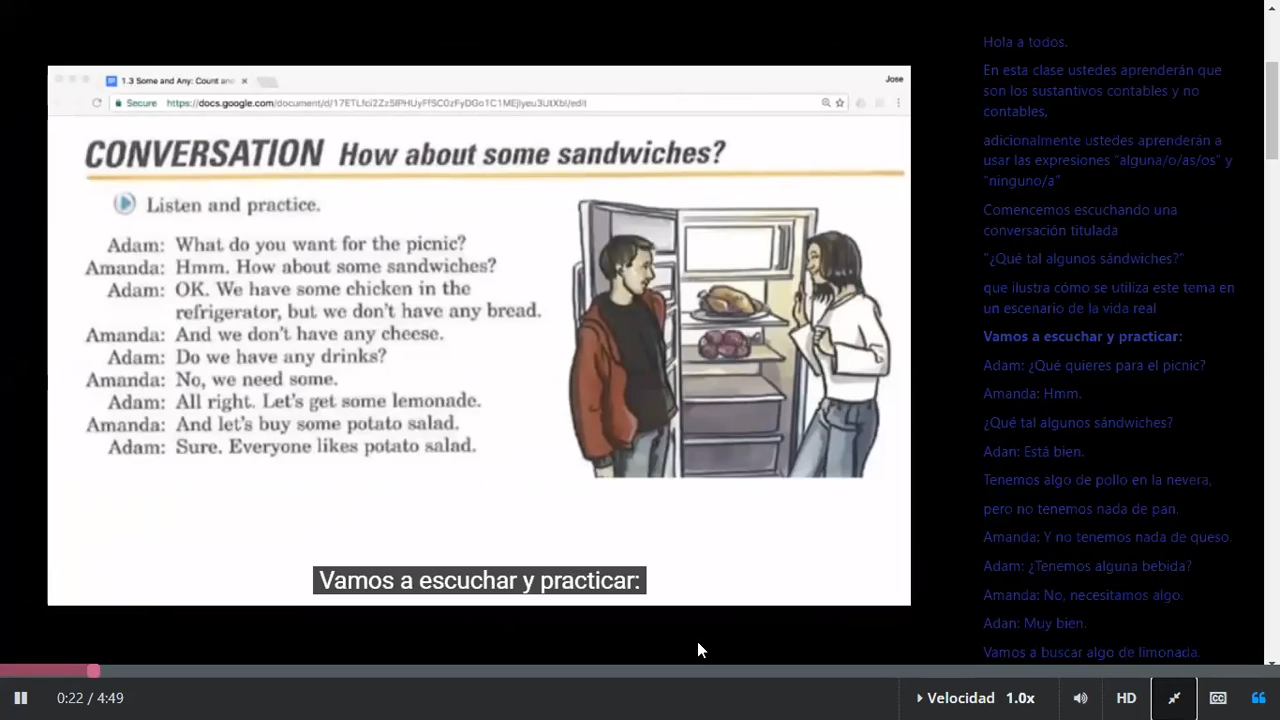 1.3 Some and Any: Count and
Jose
Secure https://docs.google.com/document/d/17ETLfci2Zz5fPHUyFfSC0zFyDGo1C1MEjIyeu3UtXbI/edit
CONVERSATION How about some sandwiches?
Listen and practice.
Adam: What do you want for the picnic?
Amanda: Hmm. How about some sandwiches?
Adam: OK. We have some chicken in the
refrigerator, but we don't have any bread.
Amanda: And we don't have any cheese.
Adam: Do we have any drinks?
Amanda: No, we need some.
Adam: All right. Let's get some lemonade.
Amanda: And let's buy some potato salad.
Adam: Sure. Everyone likes potato salad.
Vamos a escuchar y practicar:
Hola a todos.
En esta clase ustedes aprenderán que
son los sustantivos contables y no
contables,
adicionalmente ustedes aprenderán a
usar las expresiones “alguna/o/as/os” y
“ninguno/a”
Comencemos escuchando una
conversación titulada
“¿Qué tal algunos sándwiches?”
que ilustra cómo se utiliza este tema en
un escenario de la vida real
Vamos a escuchar y practicar:
Adam: ¿Qué quieres para el picnic?
Amanda: Hmm.
¿Qué tal algunos sándwiches?
Adan: Está bien.
Tenemos algo de pollo en la nevera,
pero no tenemos nada de pan.
Amanda: Y no tenemos nada de queso.
Adam: ¿Tenemos alguna bebida?
Amanda: No, necesitamos algo.
Adan: Muy bien.
Vamos a buscar algo de limonada.
0:22 / 4:49
Velocidad 1.0x
HD
CC